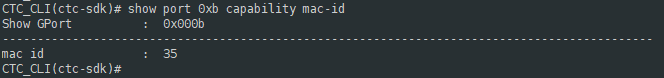 CTC_CLI(ctc-sdk)# show port 0xb capability mac-id
Show GPort           :  0x000b
--------------------------------------------------------------------------------
mac id               :  35
CTC_CLI(ctc-sdk)#